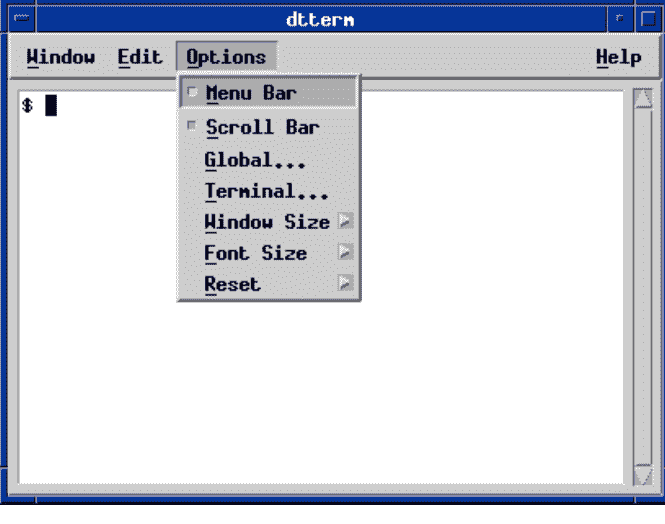 dtterm
Window Edit Options Help
$
Menu Bar
Scroll Bar
Global...
Terminal...
Window Size
Font Size
Reset